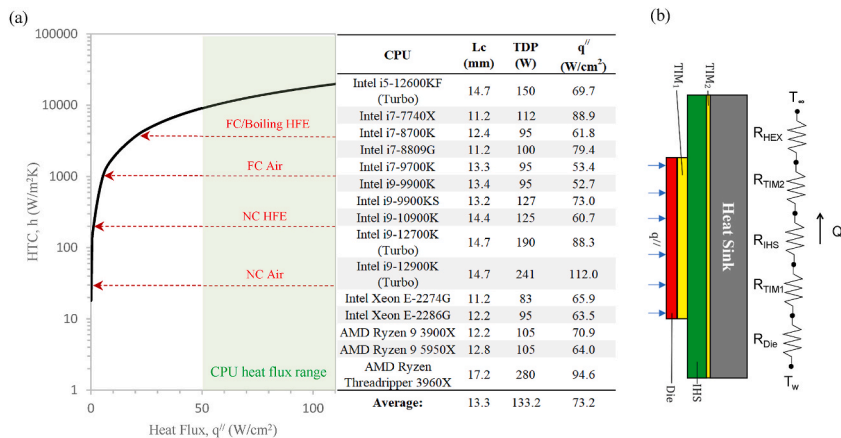 (a)
HTC, h (W/m²K)
100000
10000
1000
100
10
1
FC/Boiling HFE
FC Air
NC HFE
NC Air
CPU heat flux range
0
50
100
Heat Flux, q// (W/cm²)
CPU Lc (mm) TDP (W) q// (W/cm²)
Intel i5-12600KF (Turbo) 14.7 150 69.7
Intel i7-7740X 11.2 112 88.9
Intel i7-8700K 12.4 95 61.8
Intel i7-8809G 11.2 100 79.4
Intel i7-9700K 13.3 95 53.4
Intel i9-9900K 13.4 95 52.7
Intel i9-9900KS 13.2 127 73.0
Intel i9-10900K 14.4 125 60.7
Intel i9-12700K (Turbo) 14.7 190 88.3
Intel i9-12900K (Turbo) 14.7 241 112.0
Intel Xeon E-2274G 11.2 83 65.9
Intel Xeon E-2286G 12.2 95 63.5
AMD Ryzen 9 3900X 12.2 105 70.9
AMD Ryzen 9 5950X 12.8 105 64.0
AMD Ryzen Threadripper 3960X 17.2 280 94.6
Average: 13.3 133.2 73.2
(b)
TIM₁
TIM₂
q//
Heat Sink
Die
IHS
T∞
R_HEX
R_TIM2
R_IHS
R_TIM1
R_Die
T_w
Q